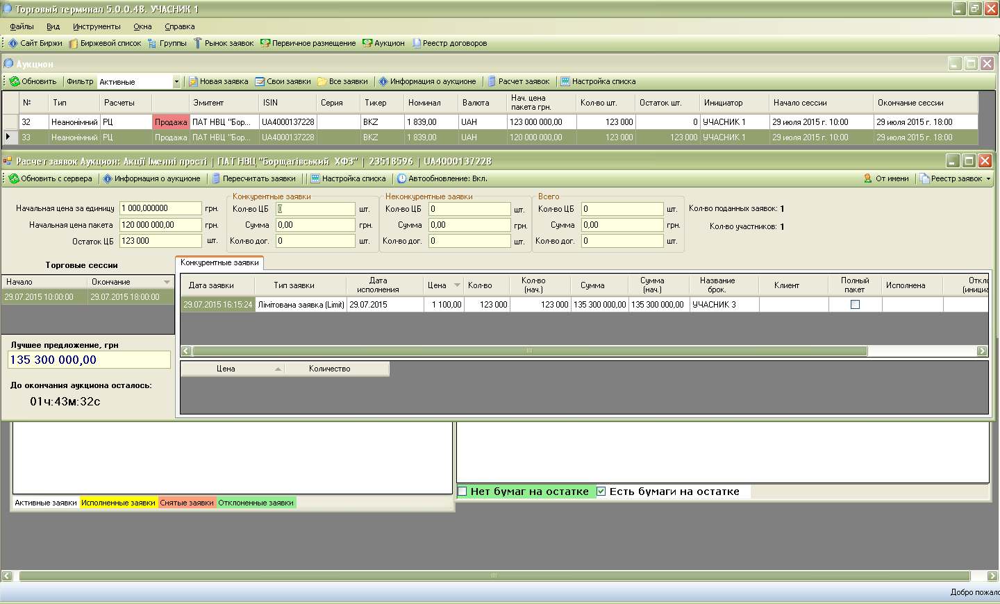 Торговый терминал 5.0.0.48. УЧАСНИК 1
Файлы Вид Инструменты Окна Справка
Сайт Биржи Биржевой список Группы Рынок заявок Первичное размещение Аукцион Реестр договоров
Аукцион
Обновить Фильтр Активные Новая заявка Свои заявки Все заявки Информация о аукционе Расчет заявок Настройка списка
№ Тип Расчеты Эмитент ISIN Серия Тикер Номинал Валюта Нач. цена пакета грн. Кол-во шт. Остаток шт. Инициатор Начало сессии Окончание сессии
32 Неанонімний РЦ Продажа ПАТ НВЦ "Бор... UA4000137228 BKZ 1 839,00 UAH 123 000 000,00 123 000 0 УЧАСНИК 1 29 июля 2015 г. 10:00 29 июля 2015 г. 18:00
33 Неанонімний РЦ Продажа ПАТ НВЦ "Бор... UA4000137228 BKZ 1 839,00 UAH 120 000 000,00 123 000 123 000 УЧАСНИК 1 29 июля 2015 г. 10:00 29 июля 2015 г. 18:00
Расчет заявок Аукцион: Акції Іменні прості | ПАТ НВЦ "Борщагівський ХФЗ" | 23518596 | UA4000137228
Обновить с сервера Информация о аукционе Пересчитать заявки Настройка списка Автообновление: Вкл. От имени Реестр заявок
Конкурентные заявки Неконкурентные заявки Всего
Начальная цена за единицу 1 000,000000 грн. Кол-во ЦБ 0 шт. Кол-во ЦБ 0 шт. Кол-во ЦБ 0 шт. Кол-во поданных заявок: 1
Начальная цена пакета 120 000 000,00 грн. Сумма 0,00 грн. Сумма 0,00 грн. Сумма 0,00 грн. Кол-во участников: 1
Остаток ЦБ 123 000 шт. Кол-во дог. 0 шт. Кол-во дог. 0 шт. Кол-во дог. 0 шт.
Торговые сессии
Начало Окончание
29.07.2015 10:00:00 29.07.2015 18:00:00
Лучшее предложение, грн
135 300 000,00
До окончания аукциона осталось:
01ч:43м:32с
Конкурентные заявки
Дата заявки Тип заявки Дата исполнения Цена Кол-во Кол-во (нач.) Сумма Сумма (нач.) Название брок. Клиент Полный пакет Исполнена Откло (инициа
29.07.2015 16:15:24 Лімітована заявка (Limit) 29.07.2015 1 100,00 123 000 123 000 135 300 000,00 135 300 000,00 УЧАСНИК 3
Цена Количество
Нет бумаг на остатке Есть бумаги на остатке
Активные заявки Исполненные заявки Снятые заявки Отклоненные заявки
Добро пожало